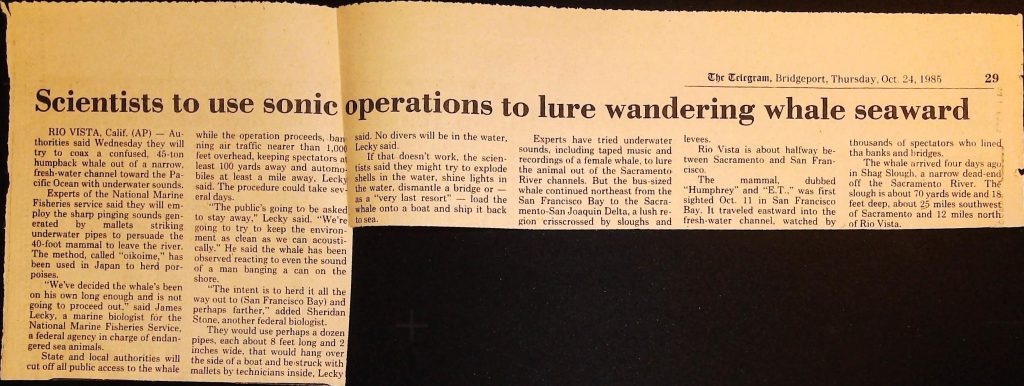 The Telegram, Bridgeport, Thursday, Oct. 24, 1985 29
Scientists to use sonic operations to lure wandering whale seaward
RIO VISTA, Calif. (AP) — Au-
thorities said Wednesday they will
try to coax a confused, 45-ton
humpback whale out of a narrow,
fresh-water channel toward the Pa-
cific Ocean with underwater sounds.
Experts of the National Marine
Fisheries service said they will em-
ploy the sharp pinging sounds gen-
erated by mallets striking
underwater pipes to persuade the
40-foot mammal to leave the river.
The method, called "oikoime," has
been used in Japan to herd por-
poises.
"We've decided the whale's been
on his own long enough and is not
going to proceed out," said James
Lecky, a marine biologist for the
National Marine Fisheries Service,
a federal agency in charge of endan-
gered sea animals.
State and local authorities will
cut off all public access to the whale
while the operation proceeds, ban-
ning air traffic nearer than 1,000
feet overhead, keeping spectators at
least 100 yards away and automo-
biles at least a mile away, Lecky
said. The procedure could take sev-
eral days.
"The public's going to be asked
to stay away," Lecky said. "We're
going to try to keep the environ-
ment as clean as we can acousti-
cally." He said the whale has been
observed reacting to even the sound
of a man banging a can on the
shore.
"The intent is to herd it all the
way out to (San Francisco Bay) and
perhaps farther," added Sheridan
Stone, another federal biologist.
They would use perhaps a dozen
pipes, each about 8 feet long and 2
inches wide, that would hang over
the side of a boat and be struck with
mallets by technicians inside, Lecky
said. No divers will be in the water,
Lecky said.
If that doesn't work, the scien-
tists said they might try to explode
shells in the water, shine lights in
the water, dismantle a bridge or —
as a "very last resort" — load the
whale onto a boat and ship it back
to sea.
Experts have tried underwater
sounds, including taped music and
recordings of a female whale, to lure
the animal out of the Sacramento
River channels. But the bus-sized
whale continued northeast from the
San Francisco Bay to the Sacra-
mento-San Joaquin Delta, a lush re-
gion crisscrossed by sloughs and
levees.
Rio Vista is about halfway be-
tween Sacramento and San Fran-
cisco.
The mammal, dubbed
"Humphrey" and "E.T.," was first
sighted Oct. 11 in San Francisco
Bay. It traveled eastward into the
fresh-water channel, watched by
thousands of spectators who lined
tha banks and bridges.
The whale arrived four days ago
in Shag Slough, a narrow dead-end
off the Sacramento River. The
slough is about 70 yards wide and 18
feet deep, about 25 miles southwest
of Sacramento and 12 miles north
of Rio Vista.